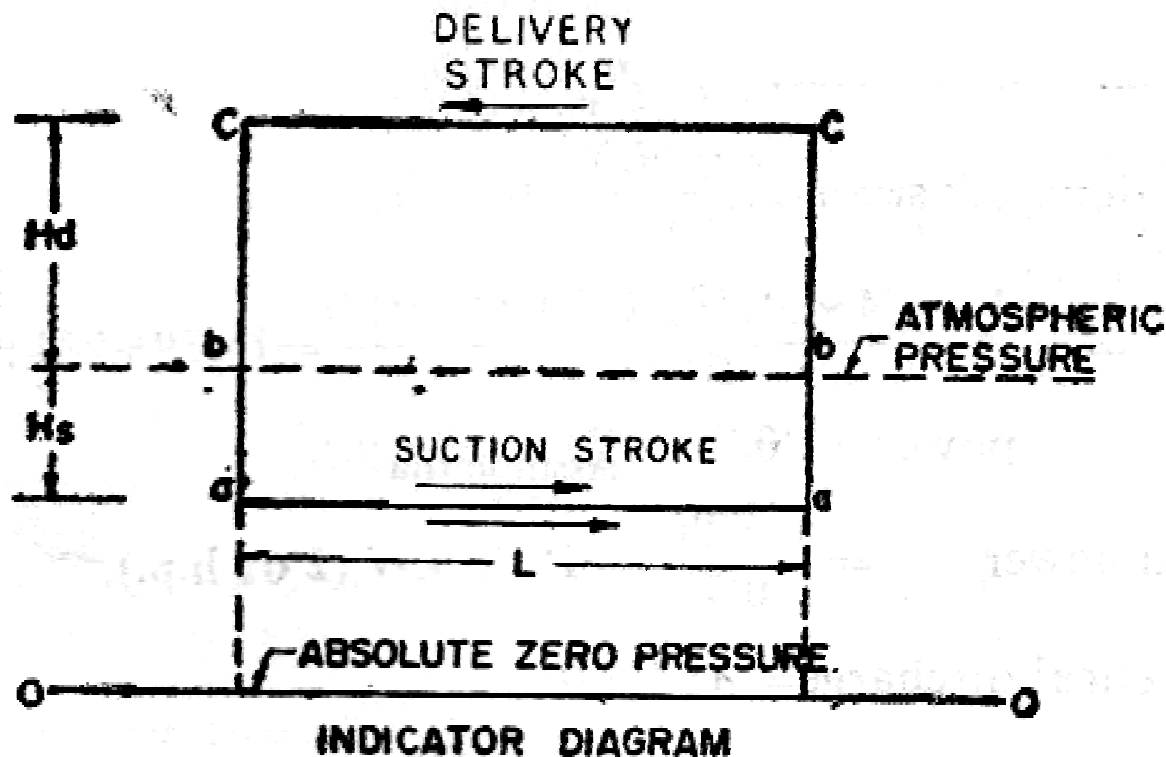 DELIVERY
STROKE
C C
Hd
ATMOSPHERIC
b b
PRESSURE
Hs
SUCTION STROKE
a a
L
ABSOLUTE ZERO PRESSURE.
O O
INDICATOR DIAGRAM